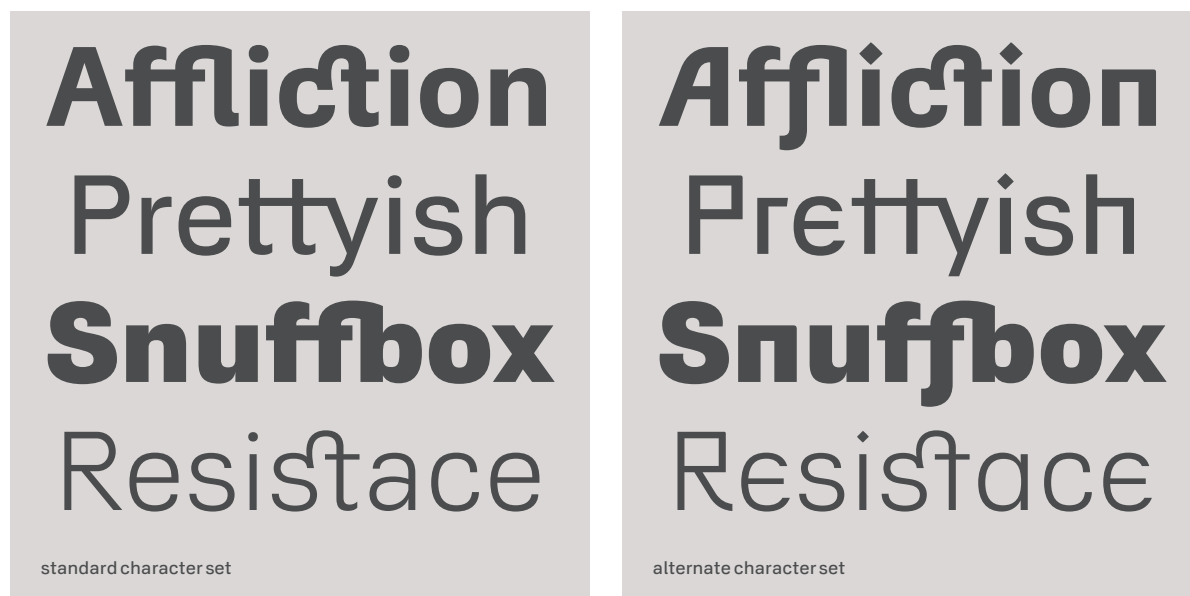 Affliction
Prettyish
Snuffbox
Resistace
standard character set
Affliction
Prettyish
Snuffbox
Resistace
alternate character set